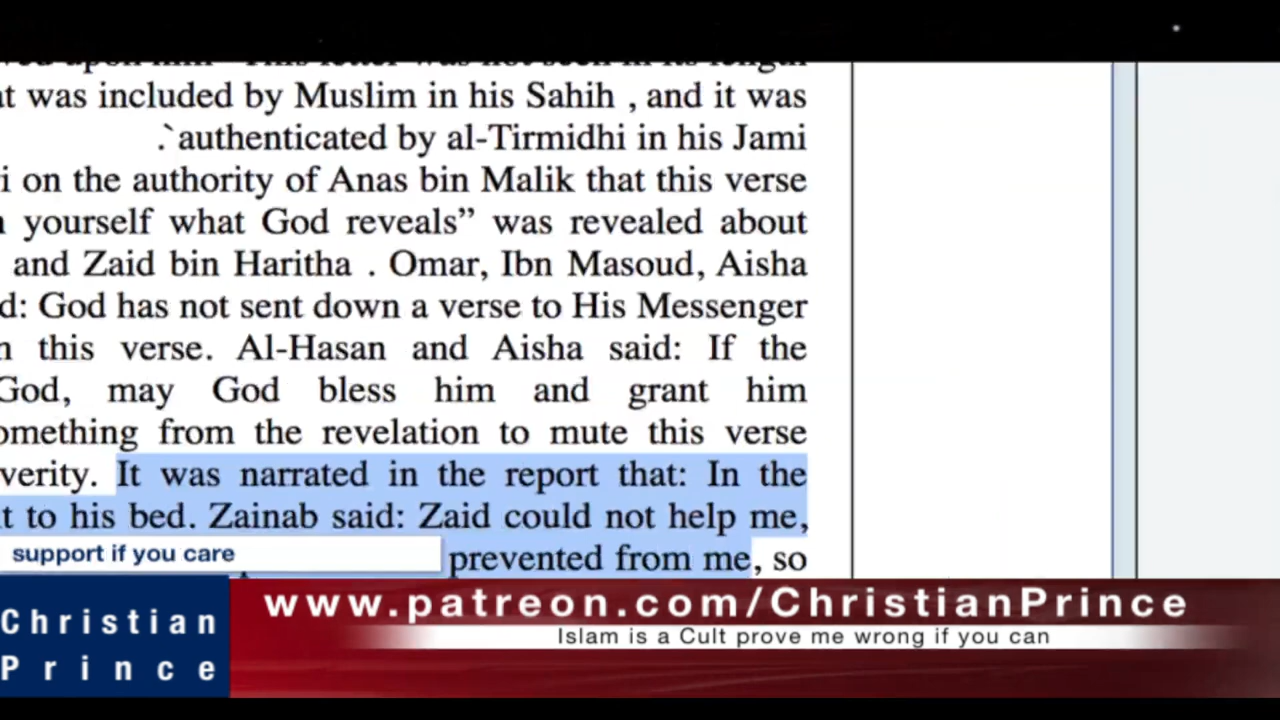 at was included by Muslim in his Sahih , and it was
.`authenticated by al-Tirmidhi in his Jami
i on the authority of Anas bin Malik that this verse
yourself what God reveals” was revealed about
and Zaid bin Haritha . Omar, Ibn Masoud, Aisha
d: God has not sent down a verse to His Messenger
n this verse. Al-Hasan and Aisha said: If the
God, may God bless him and grant him
omething from the revelation to mute this verse
verity. It was narrated in the report that: In the
t to his bed. Zainab said: Zaid could not help me,
prevented from me, so
support if you care
Christian
Prince
www.patreon.com/ChristianPrince
Islam is a Cult prove me wrong if you can